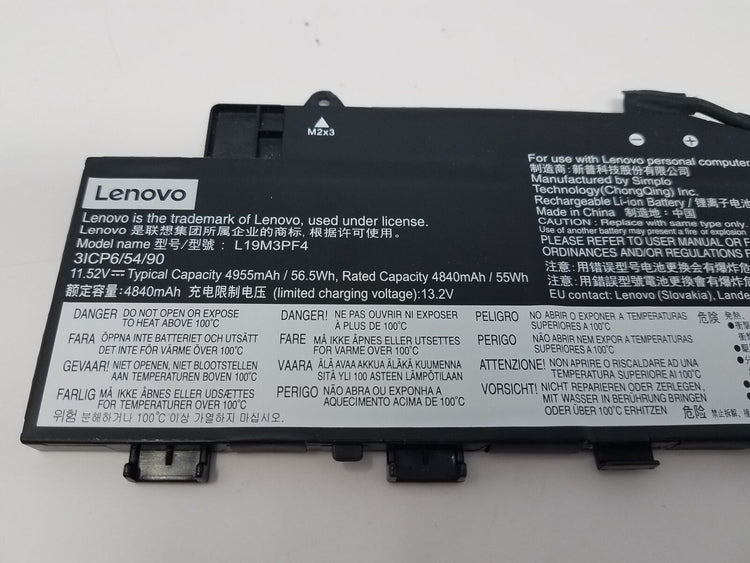 M2x3
Lenovo
Lenovo is the trademark of Lenovo, used under license.
Lenovo 是联想集团所属企业的商标, 根据许可使用.
Model name 型号/型號: L19M3PF4
3ICP6/54/90
11.52V⎓ Typical Capacity 4955mAh / 56.5Wh, Rated Capacity 4840mAh / 55Wh
额定容量:4840mAh 充电限制电压 (limited charging voltage):13.2V
For use with Lenovo personal computer
制造商: 新普科技股份有限公司
Manufactured by Simplo
Technology(ChongQing) Inc.
Rechargeable Li-ion Battery / 锂离子电池
Made in China 制造地: 中国
CAUTION : Replace with same type only.
Use of another battery may present a fire or explosion
PLEASE RECYCLE OR DISPOSE OF
ORDINANCES AND/OR REGULATIONS
注意: 用错误型号电池更换会有爆炸
注意: 用錯誤型號電池更換會有爆
EU contact: Lenovo (Slovakia), Lande
DANGER DO NOT OPEN OR EXPOSE
TO HEAT ABOVE 100°C
FARA ÖPPNA INTE BATTERIET OCH UTSÄTT
DET INTE FÖR VÄRME ÖVER 100°C
GEVAAR! NIET OPENEN, NIET BLOOTSTELLEN
AAN TEMPERATUREN BOVEN 100°C
FARLIG MÅ IKKE ÅBNES ELLER UDSÆTTES
FOR TEMPERATURER OVER 100°C
위험 분해하거나 100°C 이상 가열하지 마십시오.
DANGER! NE PAS OUVRIR NI EXPOSER
À PLUS DE 100°C
FARE MÅ IKKE ÅPNES ELLER UTSETTES
FOR VARME OVER 100°C
VAARA ÄLÄ AVAA AKKUA ÄLÄKÄ KUUMENNA
SITÄ YLI 100 ASTEEN LÄMPÖTILAAN
PERIGO NÃO ABRA OU EXPONHA A
AQUECIMENTO ACIMA DE 100°C
PELIGRO NO ABRIR O EXPONER A TEMPERATURAS
SUPERIORES A 100°C
PERIGO NÃO ABRIR NEM EXPOR A TEMPERATURAS
SUPERIORES A 100°C
ATTENZIONE! NON APRIRE O RISCALDARE AD UNA
TEMPERATURA SUPERIORE A 100°C
VORSICHT! NICHT REPARIEREN ODER ZERLEGEN,
MIT WASSER IN BERÜHRUNG BRINGEN
ODER ÜBER 100°C ERHITZEN
危険
危险